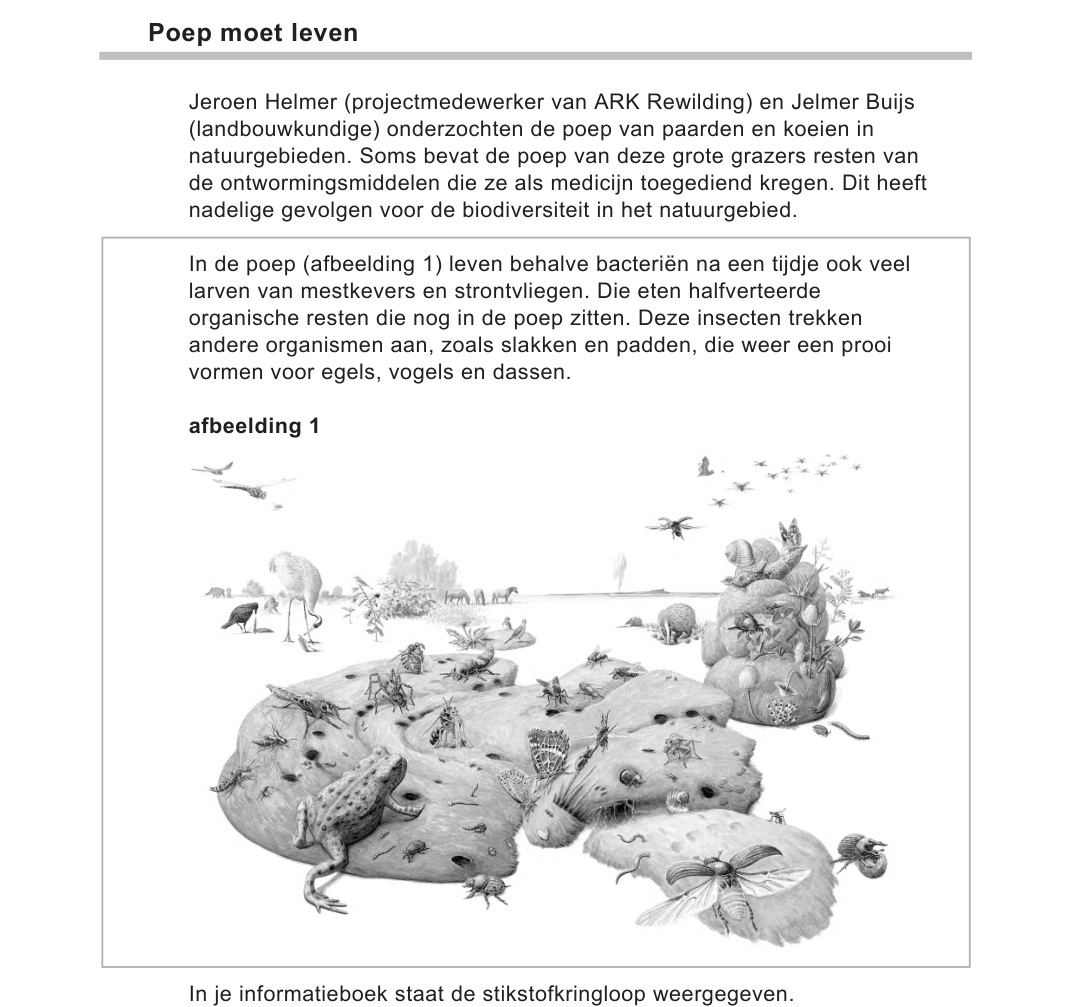 Poep moet leven
Jeroen Helmer (projectmedewerker van ARK Rewilding) en Jelmer Buijs
(landbouwkundige) onderzochten de poep van paarden en koeien in
natuurgebieden. Soms bevat de poep van deze grote grazers resten van
de ontwormingsmiddelen die ze als medicijn toegediend kregen. Dit heeft
nadelige gevolgen voor de biodiversiteit in het natuurgebied.
In de poep (afbeelding 1) leven behalve bacteriën na een tijdje ook veel
larven van mestkevers en strontvliegen. Die eten halfverteerde
organische resten die nog in de poep zitten. Deze insecten trekken
andere organismen aan, zoals slakken en padden, die weer een prooi
vormen voor egels, vogels en dassen.
afbeelding 1
In je informatieboek staat de stikstofkringloop weergegeven.